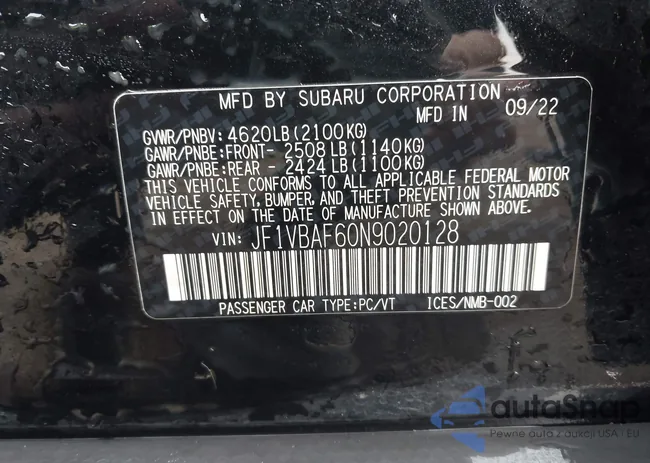 MFD BY SUBARU CORPORATION
MFD IN 09/22
GVWR/PNBV: 4620LB(2100KG)
GAWR/PNBE:FRONT- 2508 LB(1140KG)
GAWR/PNBE:REAR - 2424 LB(1100KG)
THIS VEHICLE CONFORMS TO ALL APPLICABLE FEDERAL MOTOR
VEHICLE SAFETY, BUMPER, AND THEFT PREVENTION STANDARDS
IN EFFECT ON THE DATE OF MANUFACTURE SHOWN ABOVE.
VIN: JF1VBAF60N9020128
PASSENGER CAR TYPE:PC/VT ICES/NMB-002
autoSnap
Pewne auta z aukcji USA i EU